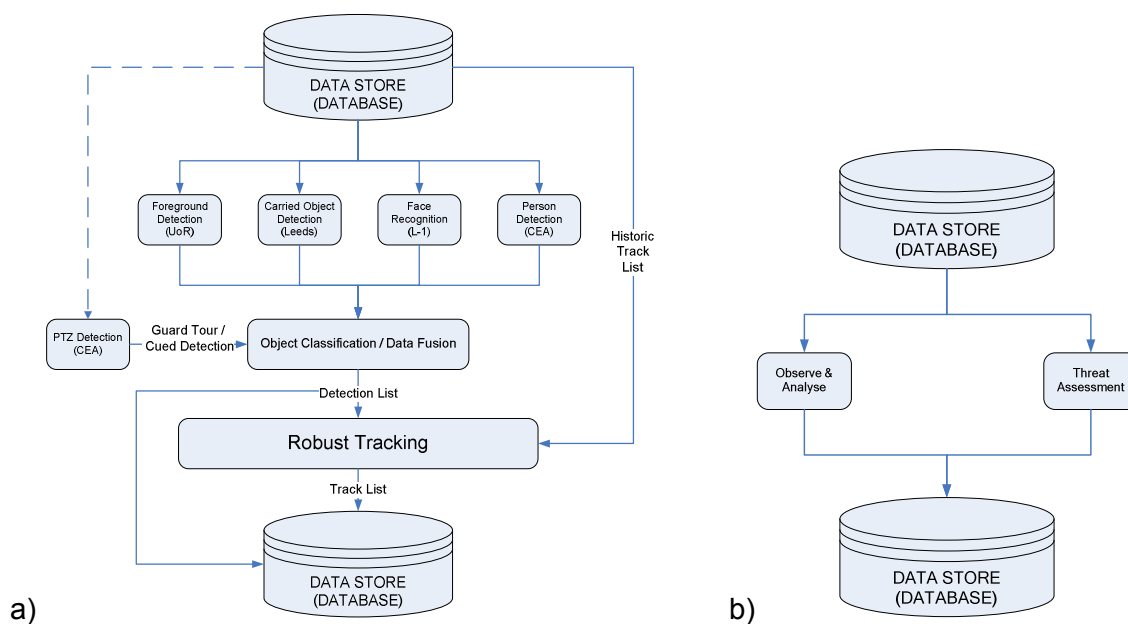 DATA STORE
(DATABASE)
Foreground
Detection
(UoR)
Carried Object
Detection
(Leeds)
Face
Recognition
(L-1)
Person
Detection
(CEA)
Historic
Track
List
PTZ Detection
(CEA)
Guard Tour /
Cued Detection
Object Classification / Data Fusion
Detection List
Robust Tracking
Track List
DATA STORE
(DATABASE)
a)
DATA STORE
(DATABASE)
Observe &
Analyse
Threat
Assessment
DATA STORE
(DATABASE)
b)